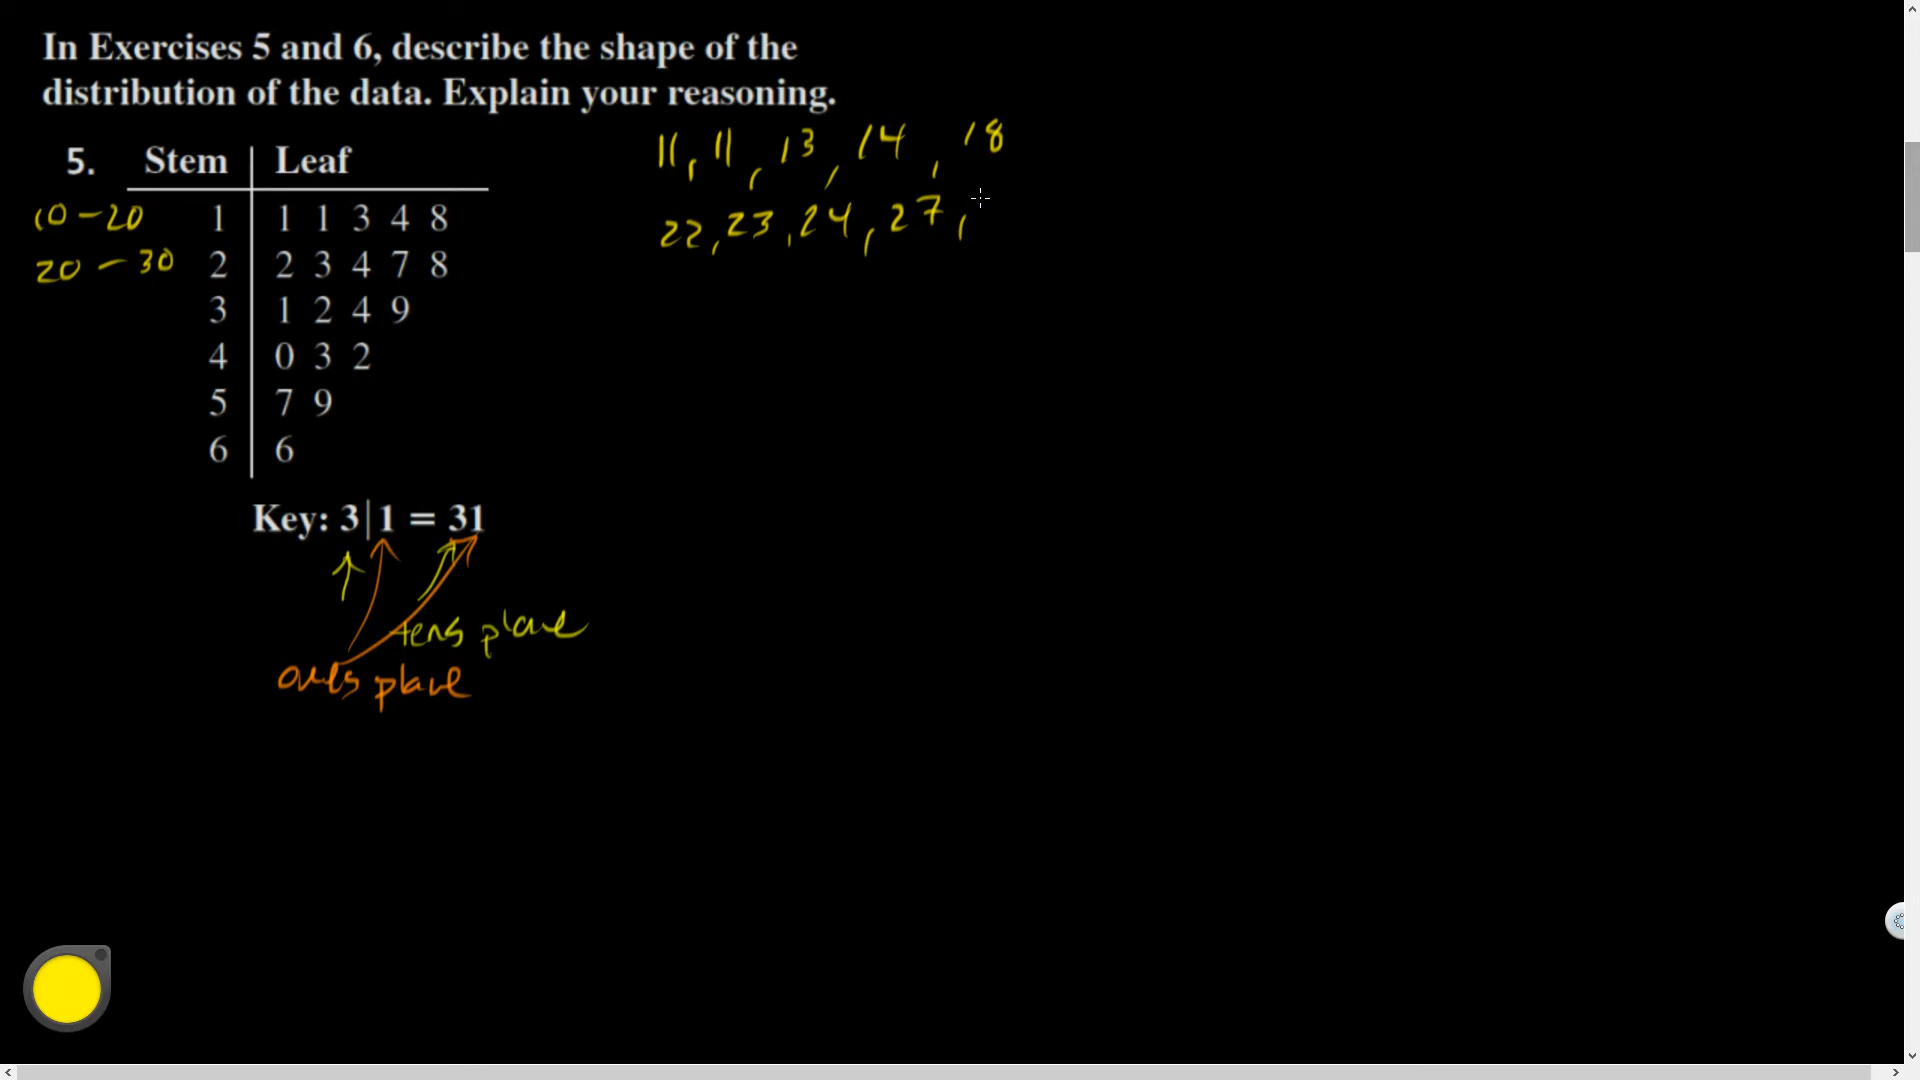 In Exercises 5 and 6, describe the shape of the
distribution of the data. Explain your reasoning.
11, 11, 13, 14, 18
5. Stem | Leaf
10-20 1 | 1 1 3 4 8
22, 23, 24, 27,
20-30 2 | 2 3 4 7 8
3 | 1 2 4 9
4 | 0 3 2
5 | 7 9
6 | 6
Key: 3|1 = 31
tens place
ones place